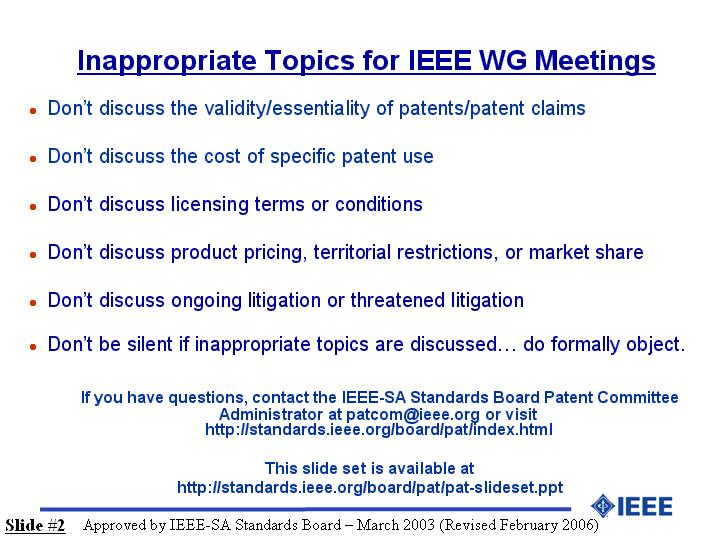 Inappropriate Topics for IEEE WG Meetings
• Don't discuss the validity/essentiality of patents/patent claims
• Don't discuss the cost of specific patent use
• Don't discuss licensing terms or conditions
• Don't discuss product pricing, territorial restrictions, or market share
• Don't discuss ongoing litigation or threatened litigation
• Don't be silent if inappropriate topics are discussed… do formally object.
If you have questions, contact the IEEE-SA Standards Board Patent Committee
Administrator at patcom@ieee.org or visit
http://standards.ieee.org/board/pat/index.html
This slide set is available at
http://standards.ieee.org/board/pat/pat-slideset.ppt
IEEE
Slide #2 Approved by IEEE-SA Standards Board – March 2003 (Revised February 2006)